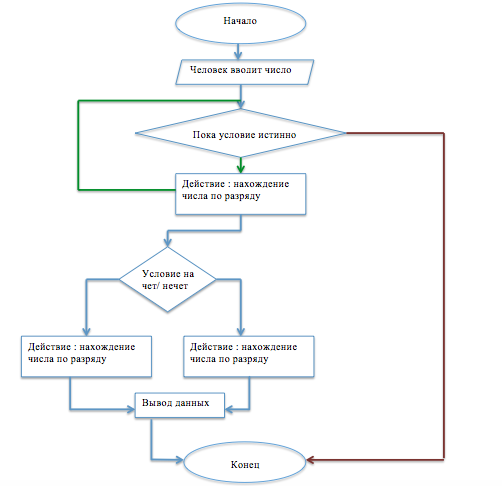 Начало
Человек вводит число
Пока условие истинно
Действие : нахождение
числа по разряду
Условие на
чет/ нечет
Действие : нахождение
числа по разряду
Действие : нахождение
числа по разряду
Вывод данных
Конец